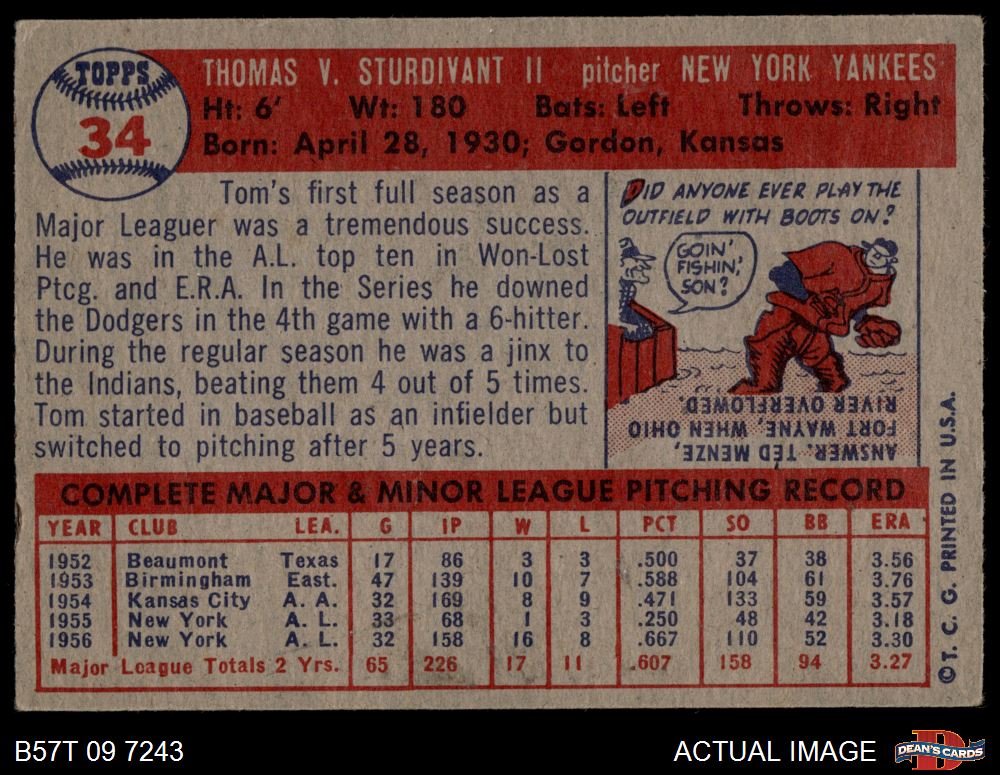 TOPPS
34
THOMAS V. STURDIVANT II pitcher NEW YORK YANKEES
Ht: 6' Wt: 180 Bats: Left Throws: Right
Born: April 28, 1930; Gordon, Kansas
Tom's first full season as a
Major Leaguer was a tremendous success.
He was in the A.L. top ten in Won-Lost
Ptcg. and E.R.A. In the Series he downed
the Dodgers in the 4th game with a 6-hitter.
During the regular season he was a jinx to
the Indians, beating them 4 out of 5 times.
Tom started in baseball as an infielder but
switched to pitching after 5 years.
DID ANYONE EVER PLAY THE
OUTFIELD WITH BOOTS ON?
GOIN'
FISHIN,'
SON?
ANSWER: TED MENZE,
FORT WAYNE, WHEN OHIO
RIVER OVERFLOWED.
COMPLETE MAJOR & MINOR LEAGUE PITCHING RECORD
YEAR CLUB LEA. G IP W L PCT SO BB ERA
1952 Beaumont Texas 17 86 3 3 .500 37 38 3.56
1953 Birmingham East. 47 139 10 7 .588 104 61 3.76
1954 Kansas City A. A. 32 169 8 9 .471 133 59 3.57
1955 New York A. L. 33 68 1 3 .250 48 42 3.18
1956 New York A. L. 32 158 16 8 .667 110 52 3.30
Major League Totals 2 Yrs. 65 226 17 11 .607 158 94 3.27
©T. C. G. PRINTED IN U.S.A.
B57T 09 7243
ACTUAL IMAGE
D
DEAN'S CARDS